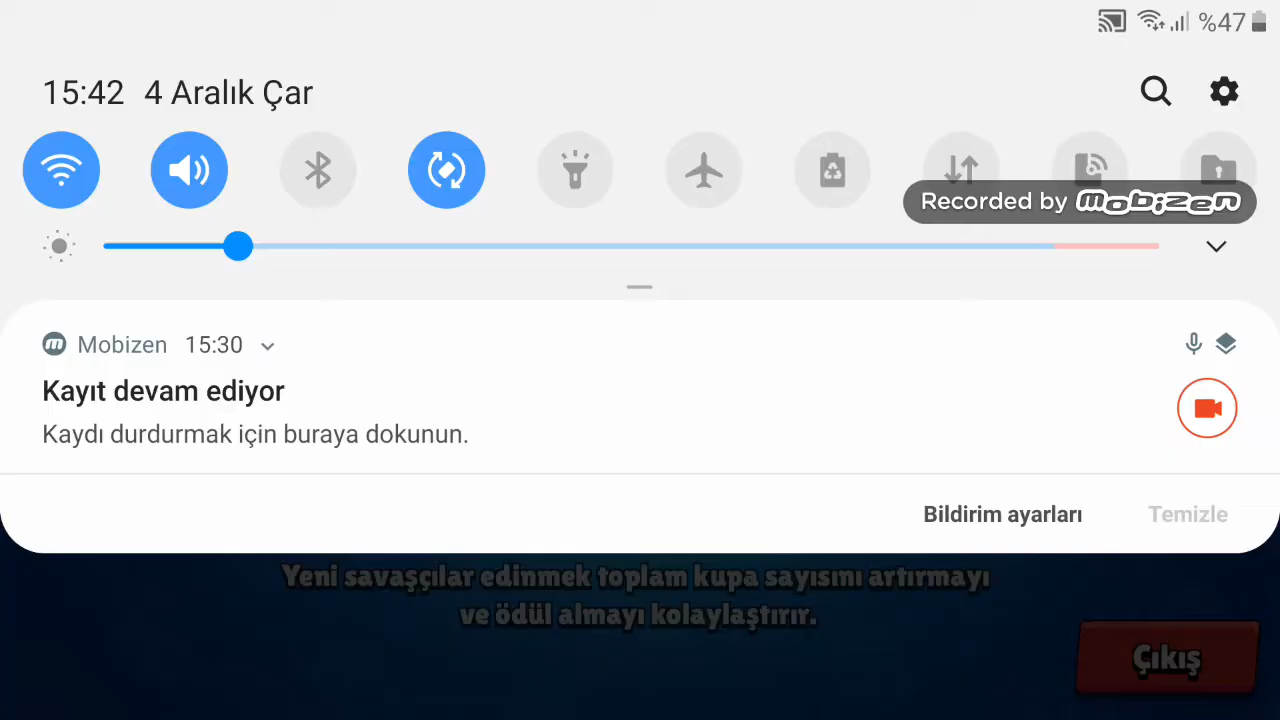 %47
15:42 4 Aralık Çar
Recorded by mobizen
Mobizen 15:30
Kayıt devam ediyor
Kaydı durdurmak için buraya dokunun.
Bildirim ayarları Temizle
Yeni savaşçılar edinmek toplam kupa sayısını artırmayı
ve ödül almayı kolaylaştırır.
Çıkış